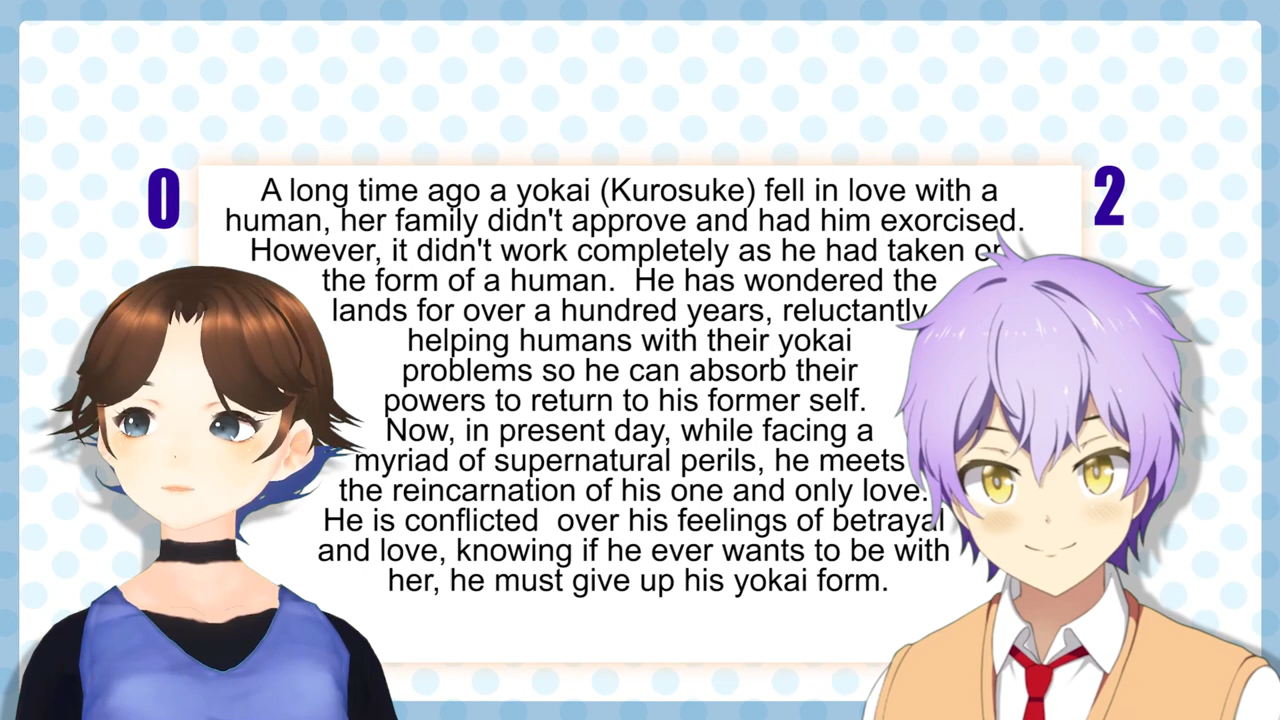 0
2
A long time ago a yokai (Kurosuke) fell in love with a
human, her family didn't approve and had him exorcised.
However, it didn't work completely as he had taken on
the form of a human. He has wondered the
lands for over a hundred years, reluctantly
helping humans with their yokai
problems so he can absorb their
powers to return to his former self.
Now, in present day, while facing a
myriad of supernatural perils, he meets
the reincarnation of his one and only love.
He is conflicted over his feelings of betrayal
and love, knowing if he ever wants to be with
her, he must give up his yokai form.